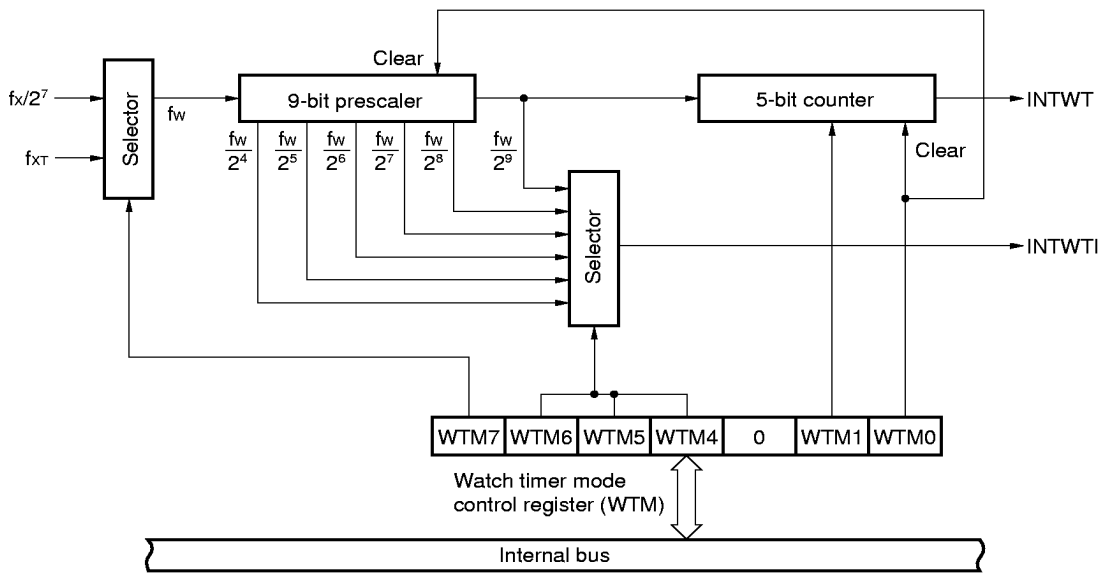 Clear
fX/2⁷
Selector
fW
9-bit prescaler
5-bit counter
INTWT
fXT
fW/2⁴ fW/2⁵ fW/2⁶ fW/2⁷ fW/2⁸ fW/2⁹
Clear
Selector
INTWTI
WTM7 WTM6 WTM5 WTM4 0 WTM1 WTM0
Watch timer mode
control register (WTM)
Internal bus